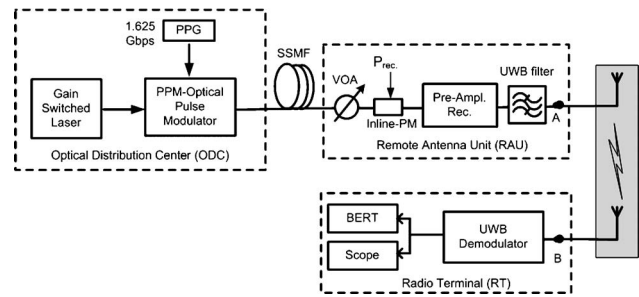 1.625
Gbps
PPG
SSMF
Gain
Switched
Laser
PPM-Optical
Pulse
Modulator
Optical Distribution Center (ODC)
VOA
Prec.
Inline-PM
Pre-Ampl.
Rec.
UWB filter
A
Remote Antenna Unit (RAU)
BERT
Scope
UWB
Demodulator
B
Radio Terminal (RT)